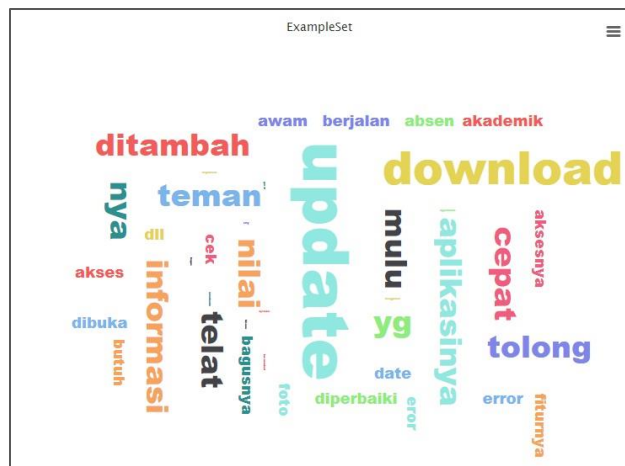 ExampleSet
awam
berjalan
absen
akademik
ditambah
update
download
teman
nya
dll
cek
nilai
mulu
aplikasinya
cepat
aksesnya
akses
informasi
telat
yg
tolong
dibuka
butuh
bagusnya
date
foto
diperbaiki
eror
error
fiturnya